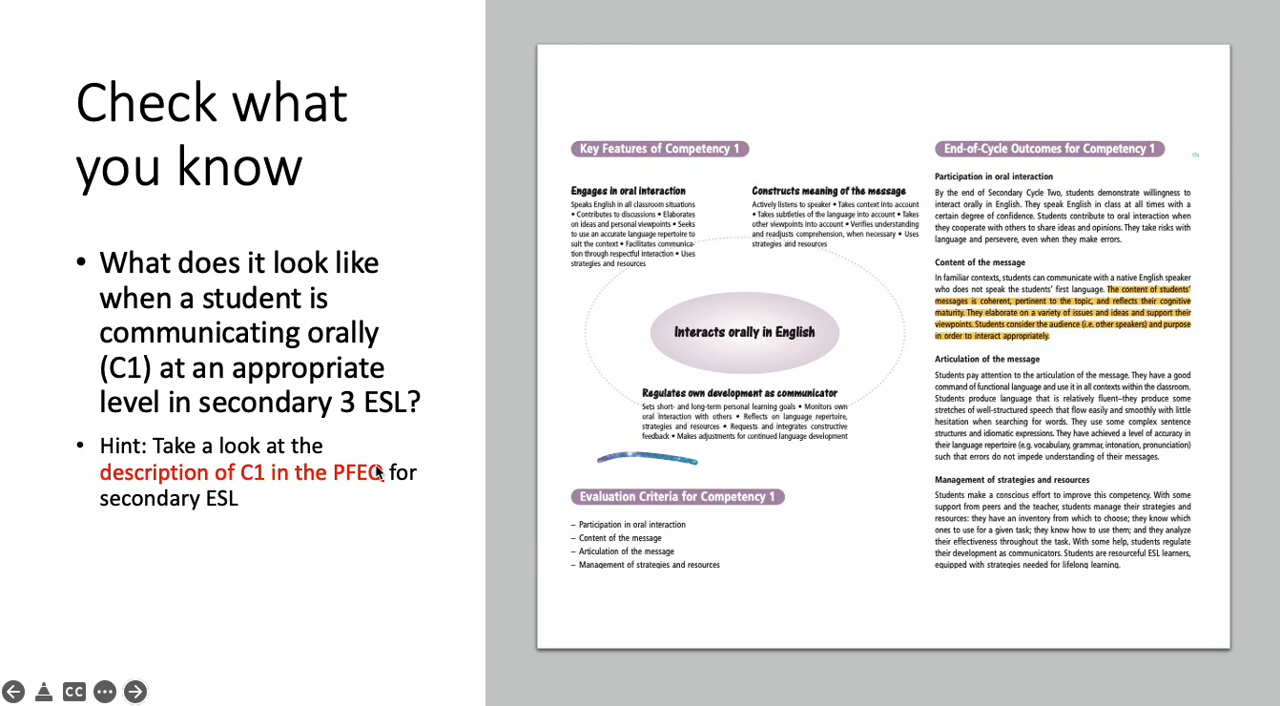 Check what
you know
• What does it look like
when a student is
communicating orally
(C1) at an appropriate
level in secondary 3 ESL?
• Hint: Take a look at the
description of C1 in the PFEQ for
secondary ESL
Key Features of Competency 1
Engages in oral interaction
Speaks English in all classroom situations
• Contributes to discussions • Elaborates
on ideas and personal viewpoints • Seeks
to use an accurate language repertoire to
suit the context • Facilitates communica-
tion through respectful interaction • Uses
strategies and resources
Constructs meaning of the message
Actively listens to speaker • Takes context into account
• Takes subtleties of the language into account • Takes
other viewpoints into account • Verifies understanding
and readjusts comprehension, when necessary • Uses
strategies and resources
Interacts orally in English
Regulates own development as communicator
Sets short- and long-term personal learning goals • Monitors own
oral interaction with others • Reflects on language repertoire,
strategies and resources • Requests and integrates constructive
feedback • Makes adjustments for continued language development
Evaluation Criteria for Competency 1
– Participation in oral interaction
– Content of the message
– Articulation of the message
– Management of strategies and resources
End-of-Cycle Outcomes for Competency 1
Participation in oral interaction
By the end of Secondary Cycle Two, students demonstrate willingness to
interact orally in English. They speak English in class at all times with a
certain degree of confidence. Students contribute to oral interaction when
they cooperate with others to share ideas and opinions. They take risks with
language and persevere, even when they make errors.
Content of the message
In familiar contexts, students can communicate with a native English speaker
who does not speak the students' first language. The content of students'
messages is coherent, pertinent to the topic, and reflects their cognitive
maturity. They elaborate on a variety of issues and ideas and support their
viewpoints. Students consider the audience (i.e. other speakers) and purpose
in order to interact appropriately.
Articulation of the message
Students pay attention to the articulation of the message. They have a good
command of functional language and use it in all contexts within the classroom.
Students produce language that is relatively fluent–they produce some
stretches of well-structured speech that flow easily and smoothly with little
hesitation when searching for words. They use some complex sentence
structures and idiomatic expressions. They have achieved a level of accuracy in
their language repertoire (e.g. vocabulary, grammar, intonation, pronunciation)
such that errors do not impede understanding of their messages.
Management of strategies and resources
Students make a conscious effort to improve this competency. With some
support from peers and the teacher, students manage their strategies and
resources: they have an inventory from which to choose; they know which
ones to use for a given task; they know how to use them; and they analyze
their effectiveness throughout the task. With some help, students regulate
their development as communicators. Students are resourceful ESL learners,
equipped with strategies needed for lifelong learning.
CC